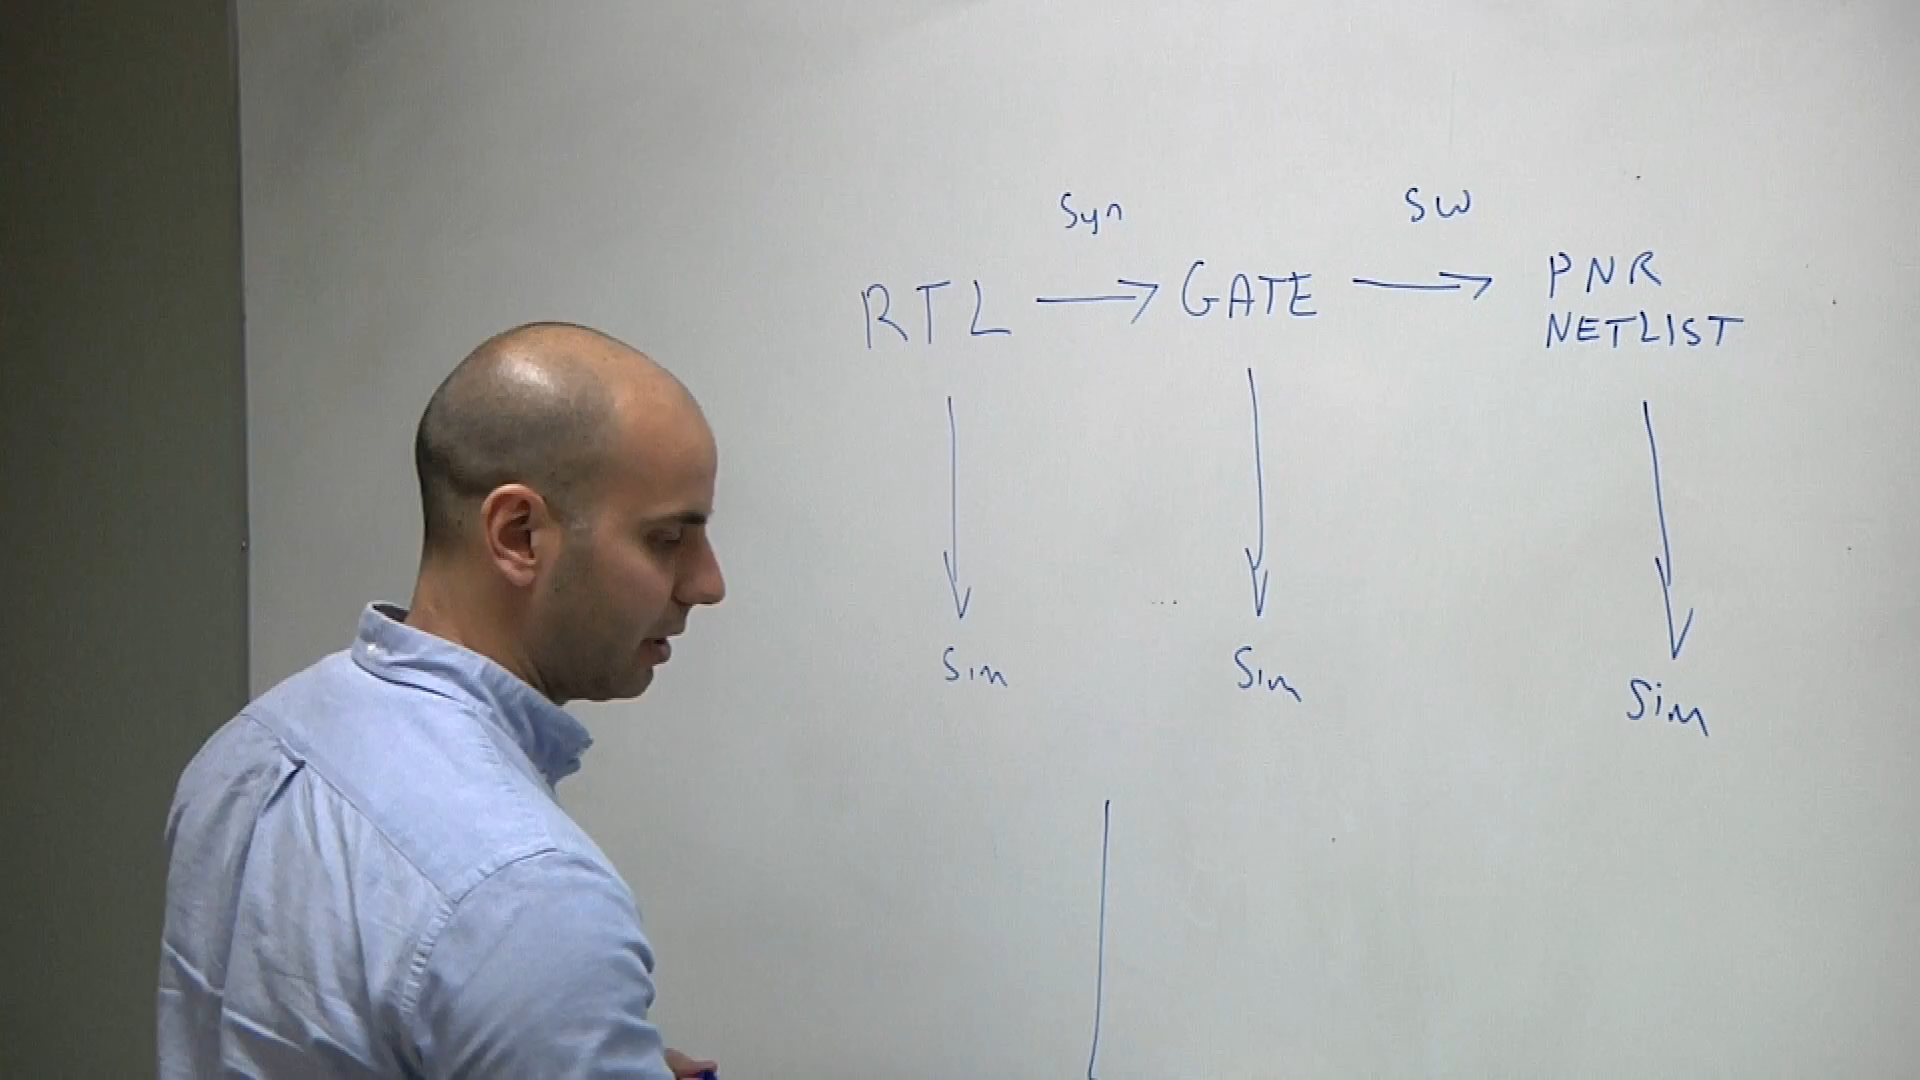 Syn
SW
RTL → GATE → PNR
NETLIST
Sim
Sim
Sim